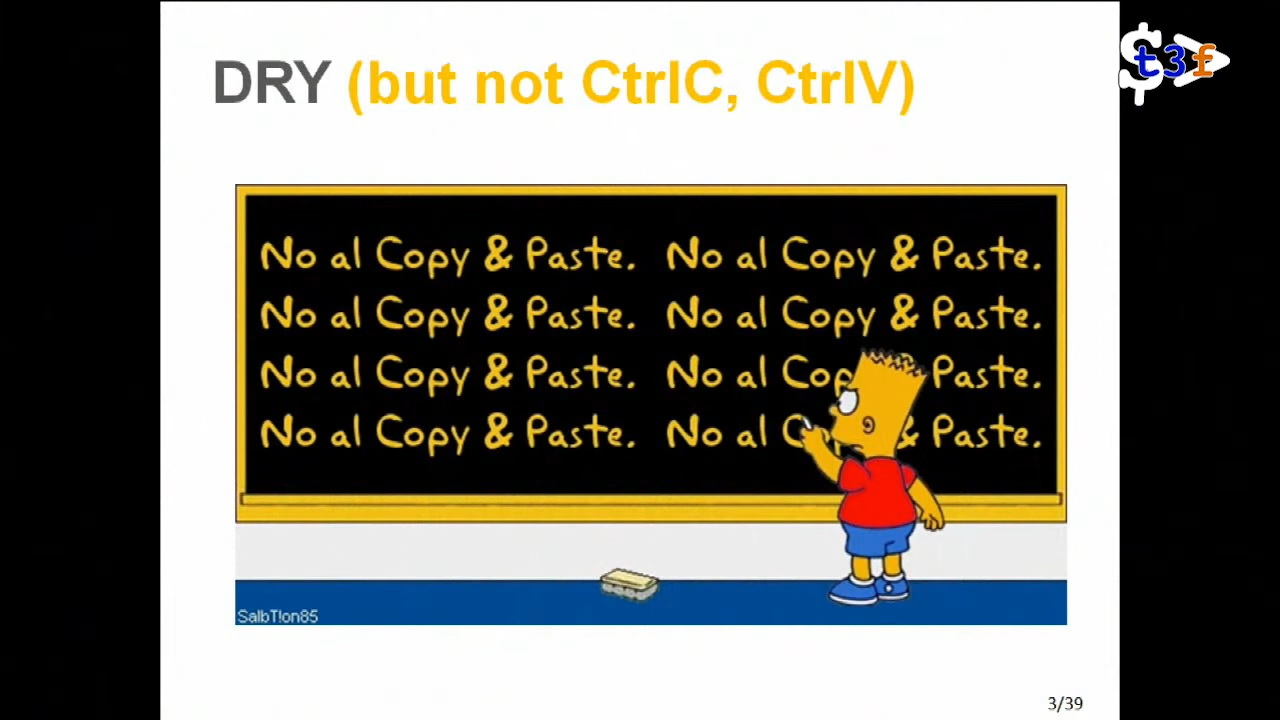 DRY (but not CtrlC, CtrlV)
$t3f
No al Copy & Paste. No al Copy & Paste.
No al Copy & Paste. No al Copy & Paste.
No al Copy & Paste. No al Cop Paste.
No al Copy & Paste. No al C & Paste.
SalbT!on85
3/39